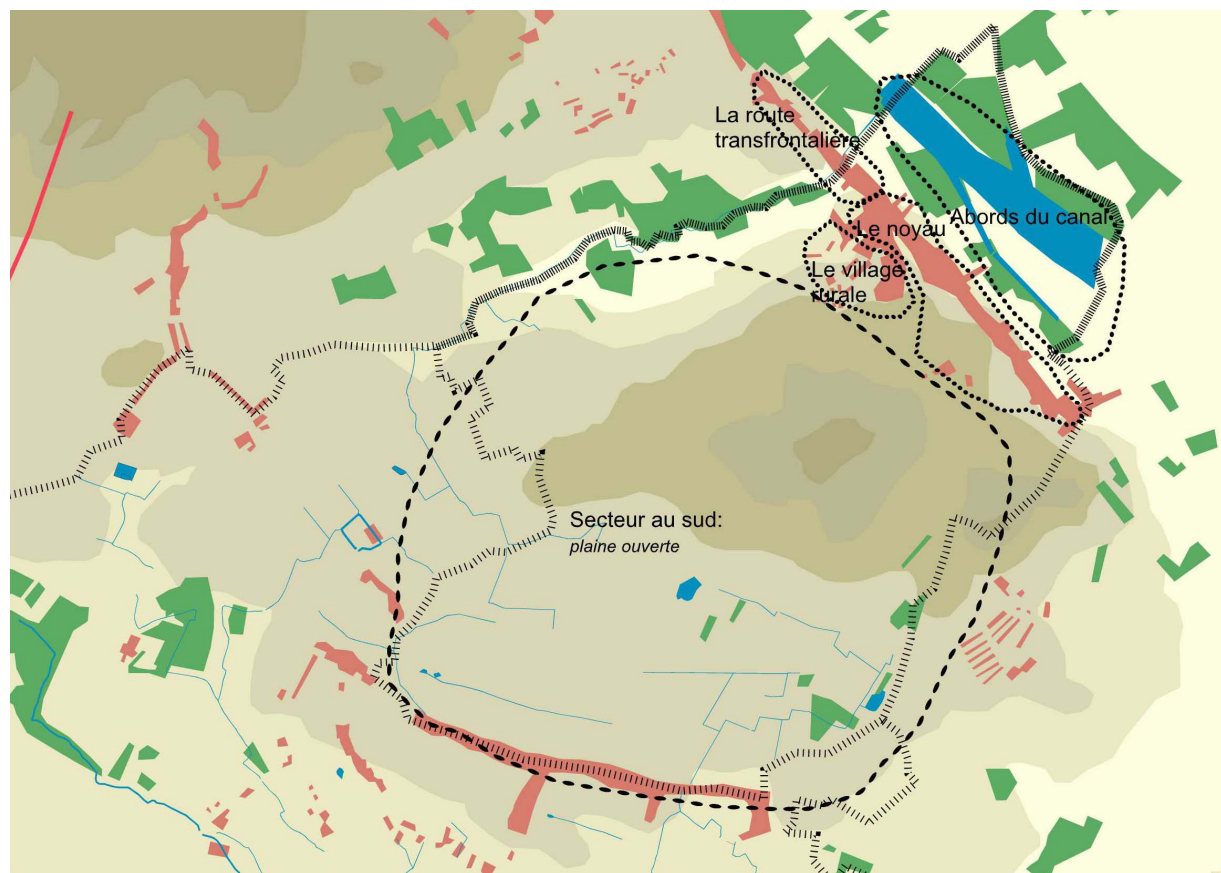 La route
transfrontalière
Abords du canal
Le noyau
Le village
rurale
Secteur au sud:
plaine ouverte